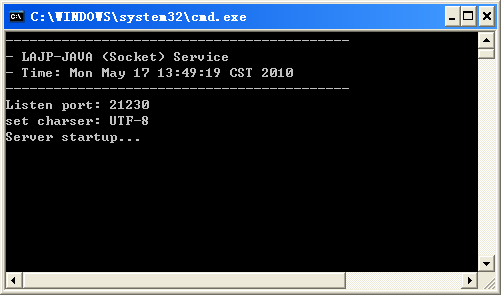 C:\WINDOWS\system32\cmd.exe
-------------------------------------------
- LAJP-JAVA (Socket) Service
- Time: Mon May 17 13:49:19 CST 2010
-------------------------------------------
Listen port: 21230
set charser: UTF-8
Server startup...